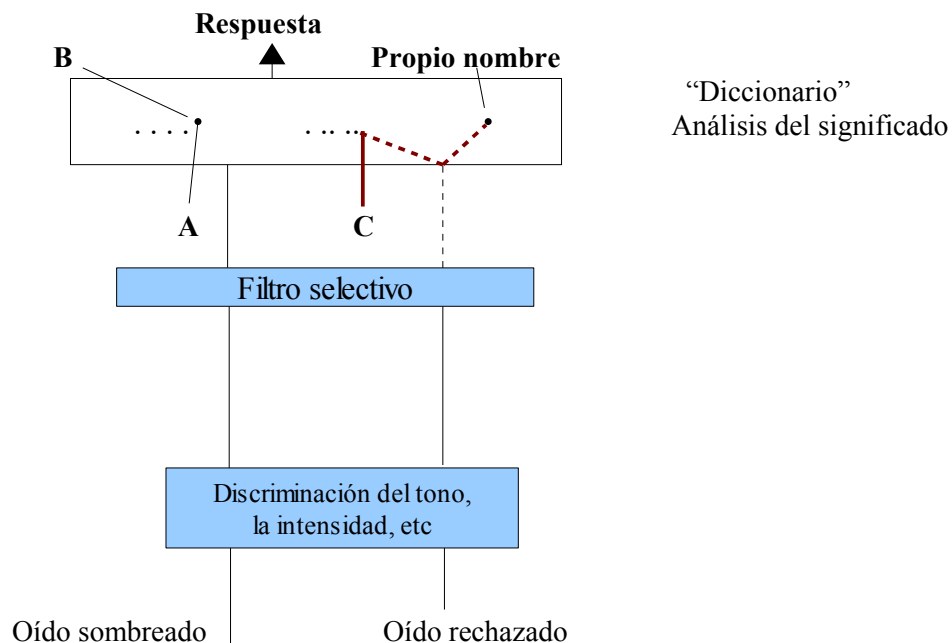 Respuesta
B
Propio nombre
“Diccionario”
Análisis del significado
A
C
Filtro selectivo
Discriminación del tono,
la intensidad, etc
Oído sombreado
Oído rechazado